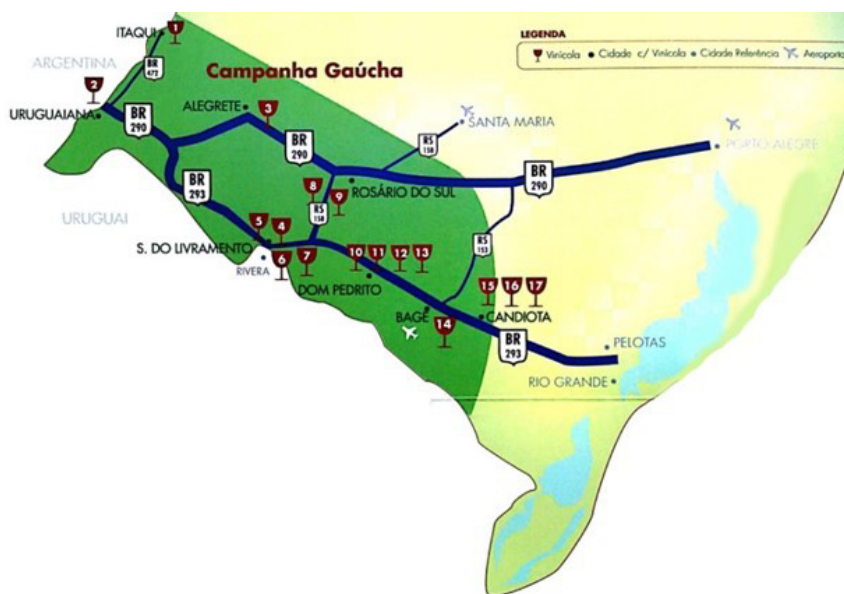 LEGENDA
Vinícola
Cidade c/ Vinícola
Cidade Referência
Aeroporto
ITAQUI
1
ARGENTINA
BR
472
Campanha Gaúcha
2
URUGUAIANA
ALEGRETE
3
BR
290
BR
290
RS
158
SANTA MARIA
PORTO ALEGRE
BR
293
8
9
ROSÁRIO DO SUL
BR
290
RS
158
URUGUAI
5
4
S. DO LIVRAMENTO
RIVERA
6
7
10
11
12
13
DOM PEDRITO
RS
153
15
16
17
BAGÉ
14
CANDIOTA
BR
293
PELOTAS
RIO GRANDE